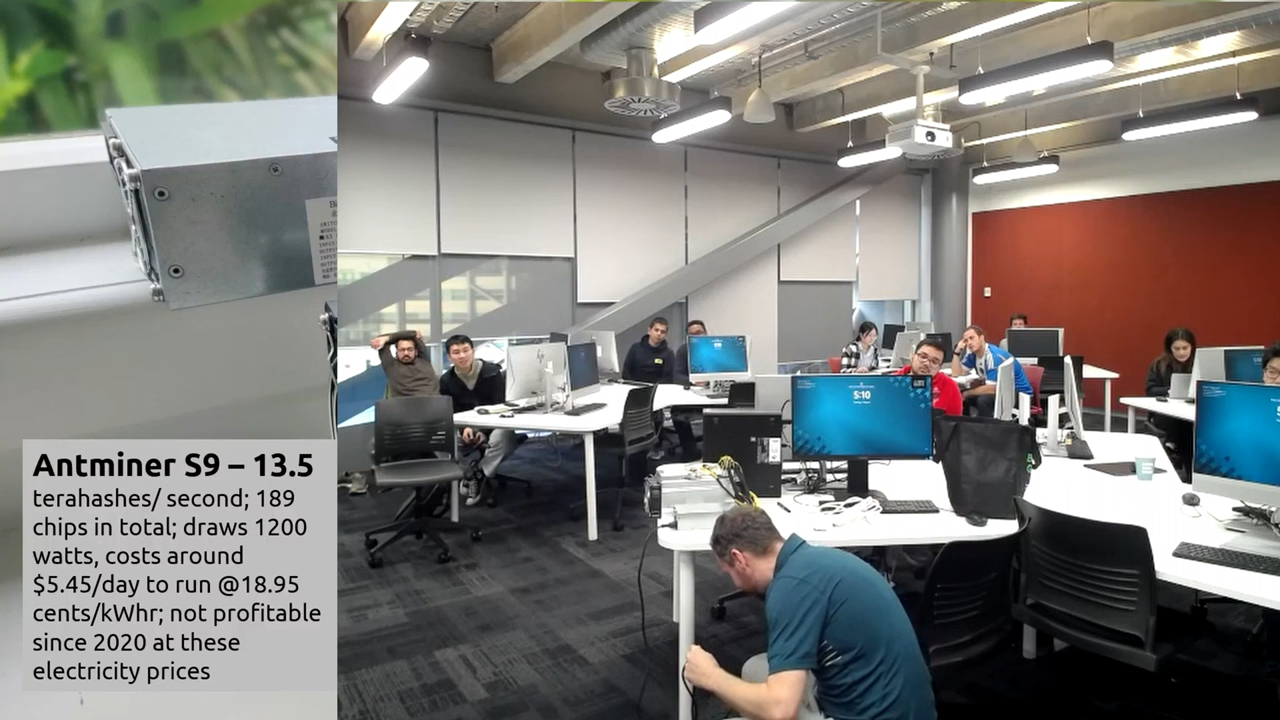 Antminer S9 – 13.5
terahashes/ second; 189
chips in total; draws 1200
watts, costs around
$5.45/day to run @18.95
cents/kWhr; not profitable
since 2020 at these
electricity prices
5:10